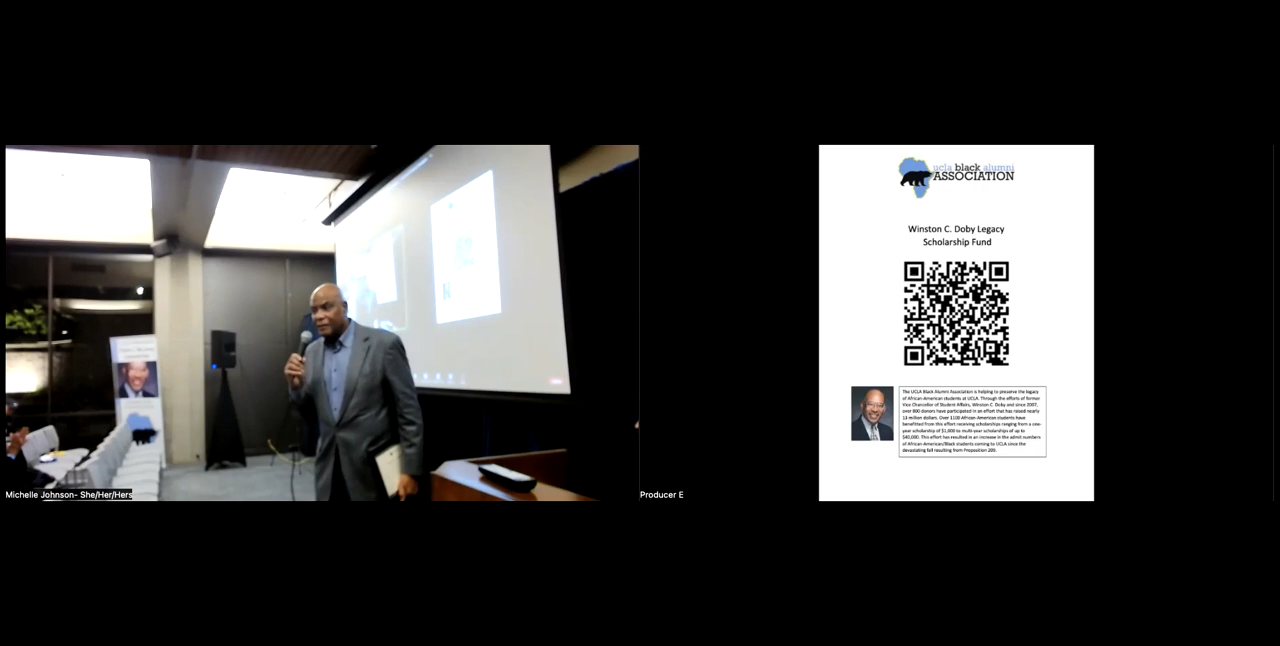 Michelle Johnson- She/Her/Hers
Producer E
ucla black alumni
ASSOCIATION
Winston C. Doby Legacy
Scholarship Fund
The UCLA Black Alumni Association is helping to preserve the legacy
of African-American students at UCLA. Through the efforts of former
Vice Chancellor of Student Affairs, Winston C. Doby and since 2007,
over 800 donors have participated in an effort that has raised nearly
13 million dollars. Over 1100 African-American students have
benefitted from this effort receiving scholarships ranging from a one-
year scholarship of $1,000 to multi-year scholarships of up to
$40,000. This effort has resulted in an increase in the admit numbers
of African-American/Black students coming to UCLA since the
devastating fall resulting from Proposition 209.